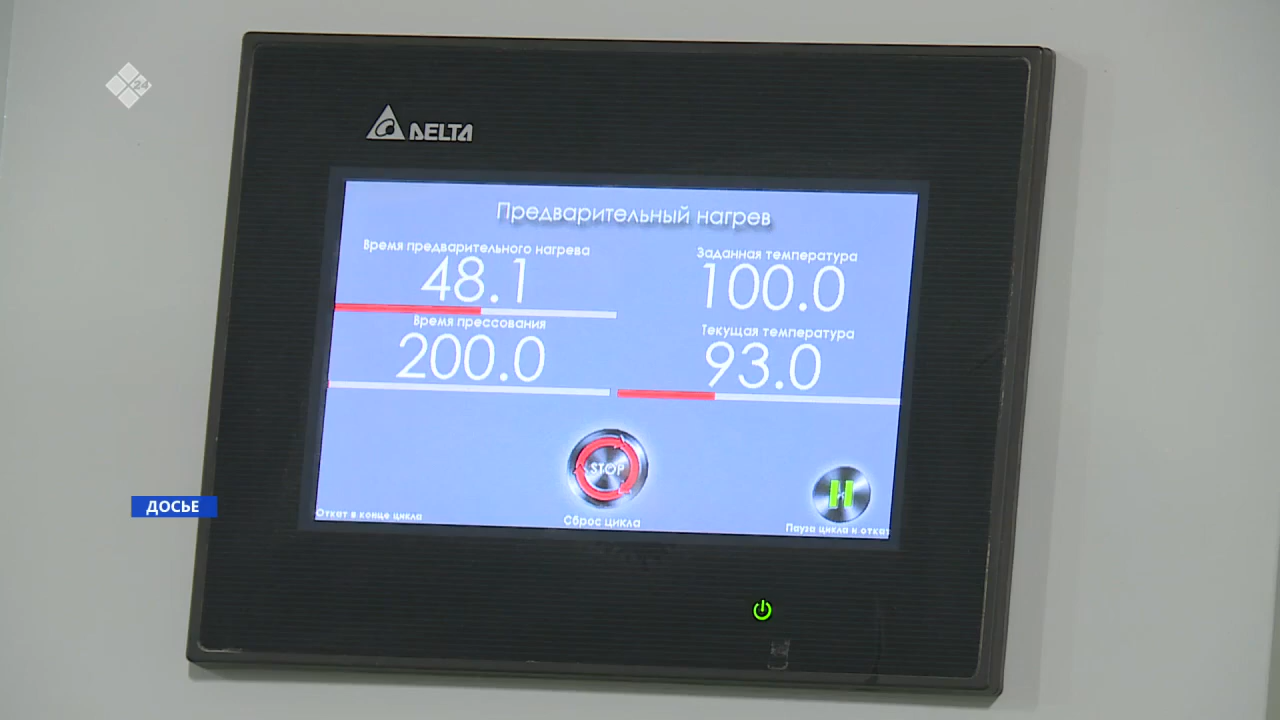 24
DELTA
Предварительный нагрев
Время предварительного нагрева
48.1
Заданная температура
100.0
Время прессования
200.0
Текущая температура
93.0
STOP
ДОСЬЕ
Откат в конце цикла
Сброс цикла
Пауза цикла и откат